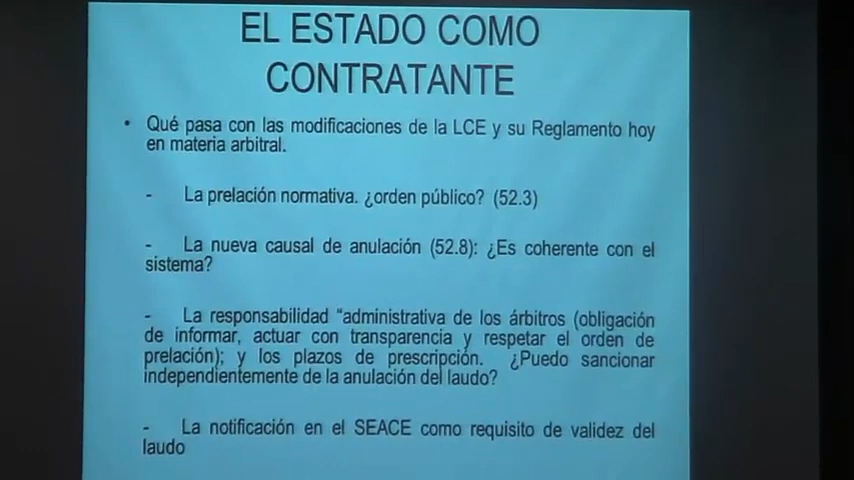 EL ESTADO COMO
CONTRATANTE
• Qué pasa con las modificaciones de la LCE y su Reglamento hoy
en materia arbitral.
- La prelación normativa. ¿orden público? (52.3)
- La nueva causal de anulación (52.8): ¿Es coherente con el
sistema?
- La responsabilidad “administrativa de los árbitros (obligación
de informar, actuar con transparencia y respetar el orden de
prelación); y los plazos de prescripción. ¿Puedo sancionar
independientemente de la anulación del laudo?
- La notificación en el SEACE como requisito de validez del
laudo